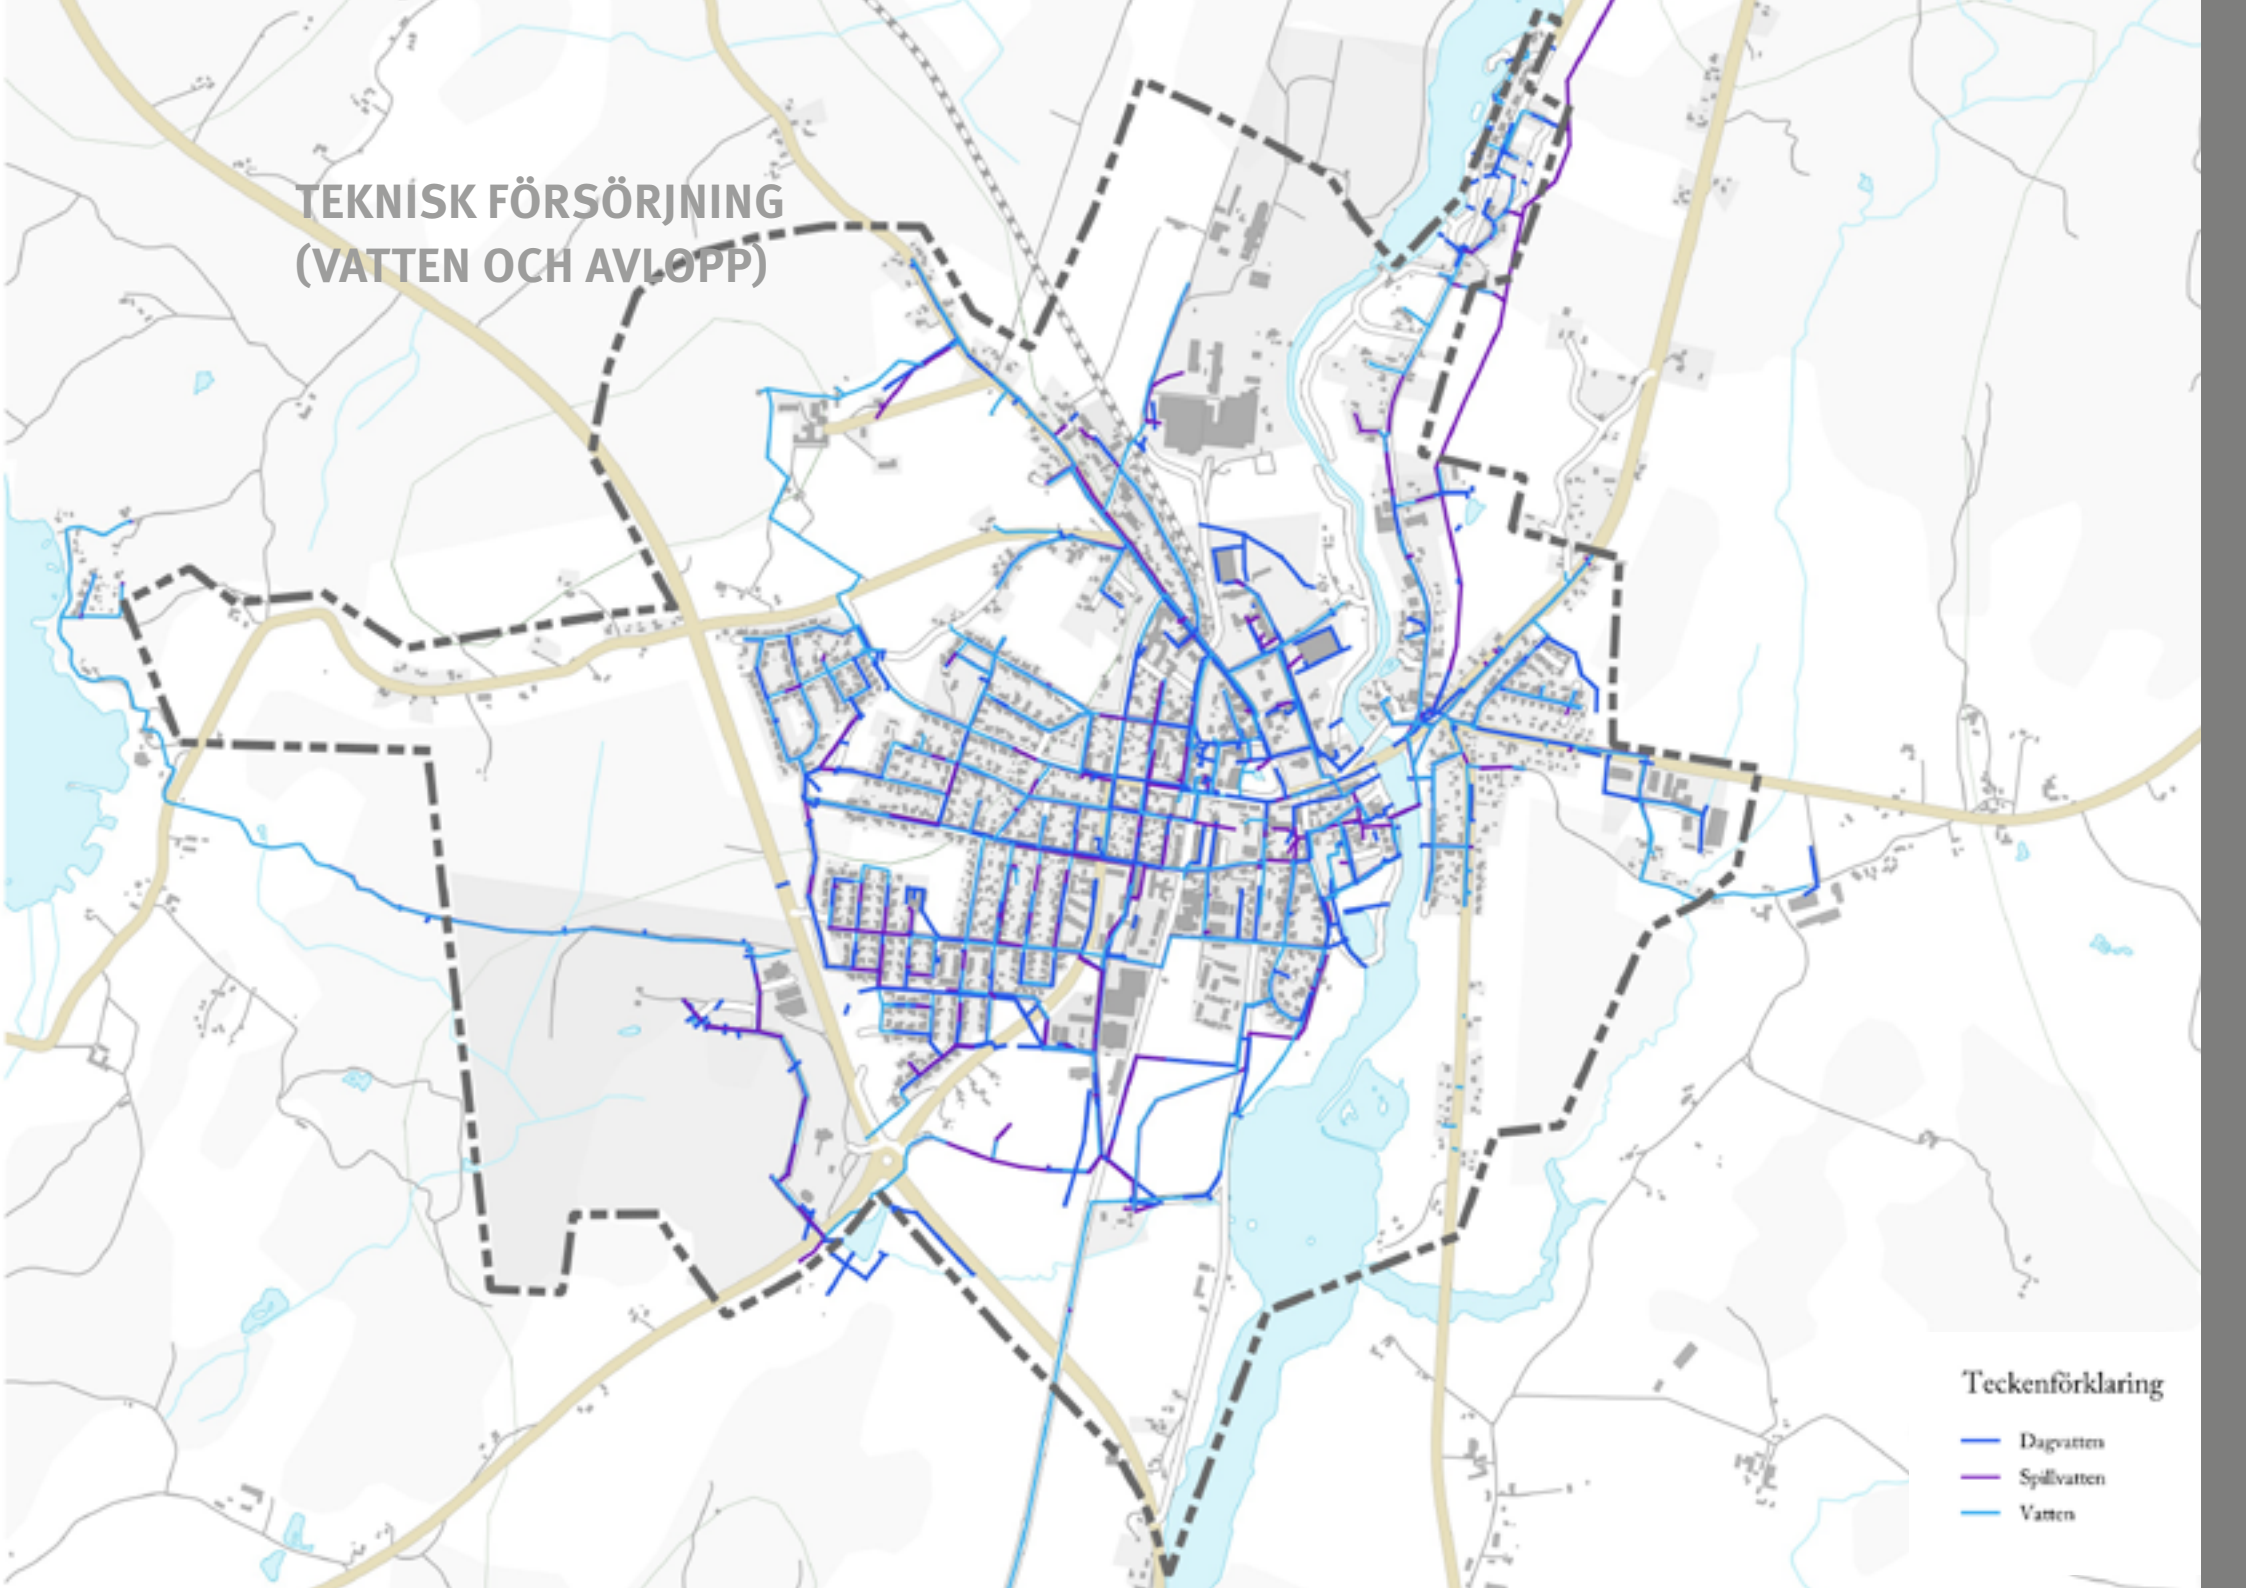 TEKNISK FÖRSÖRJNING
(VATTEN OCH AVLOPP)
Teckenförklaring
Dagvatten
Spillvatten
Vatten